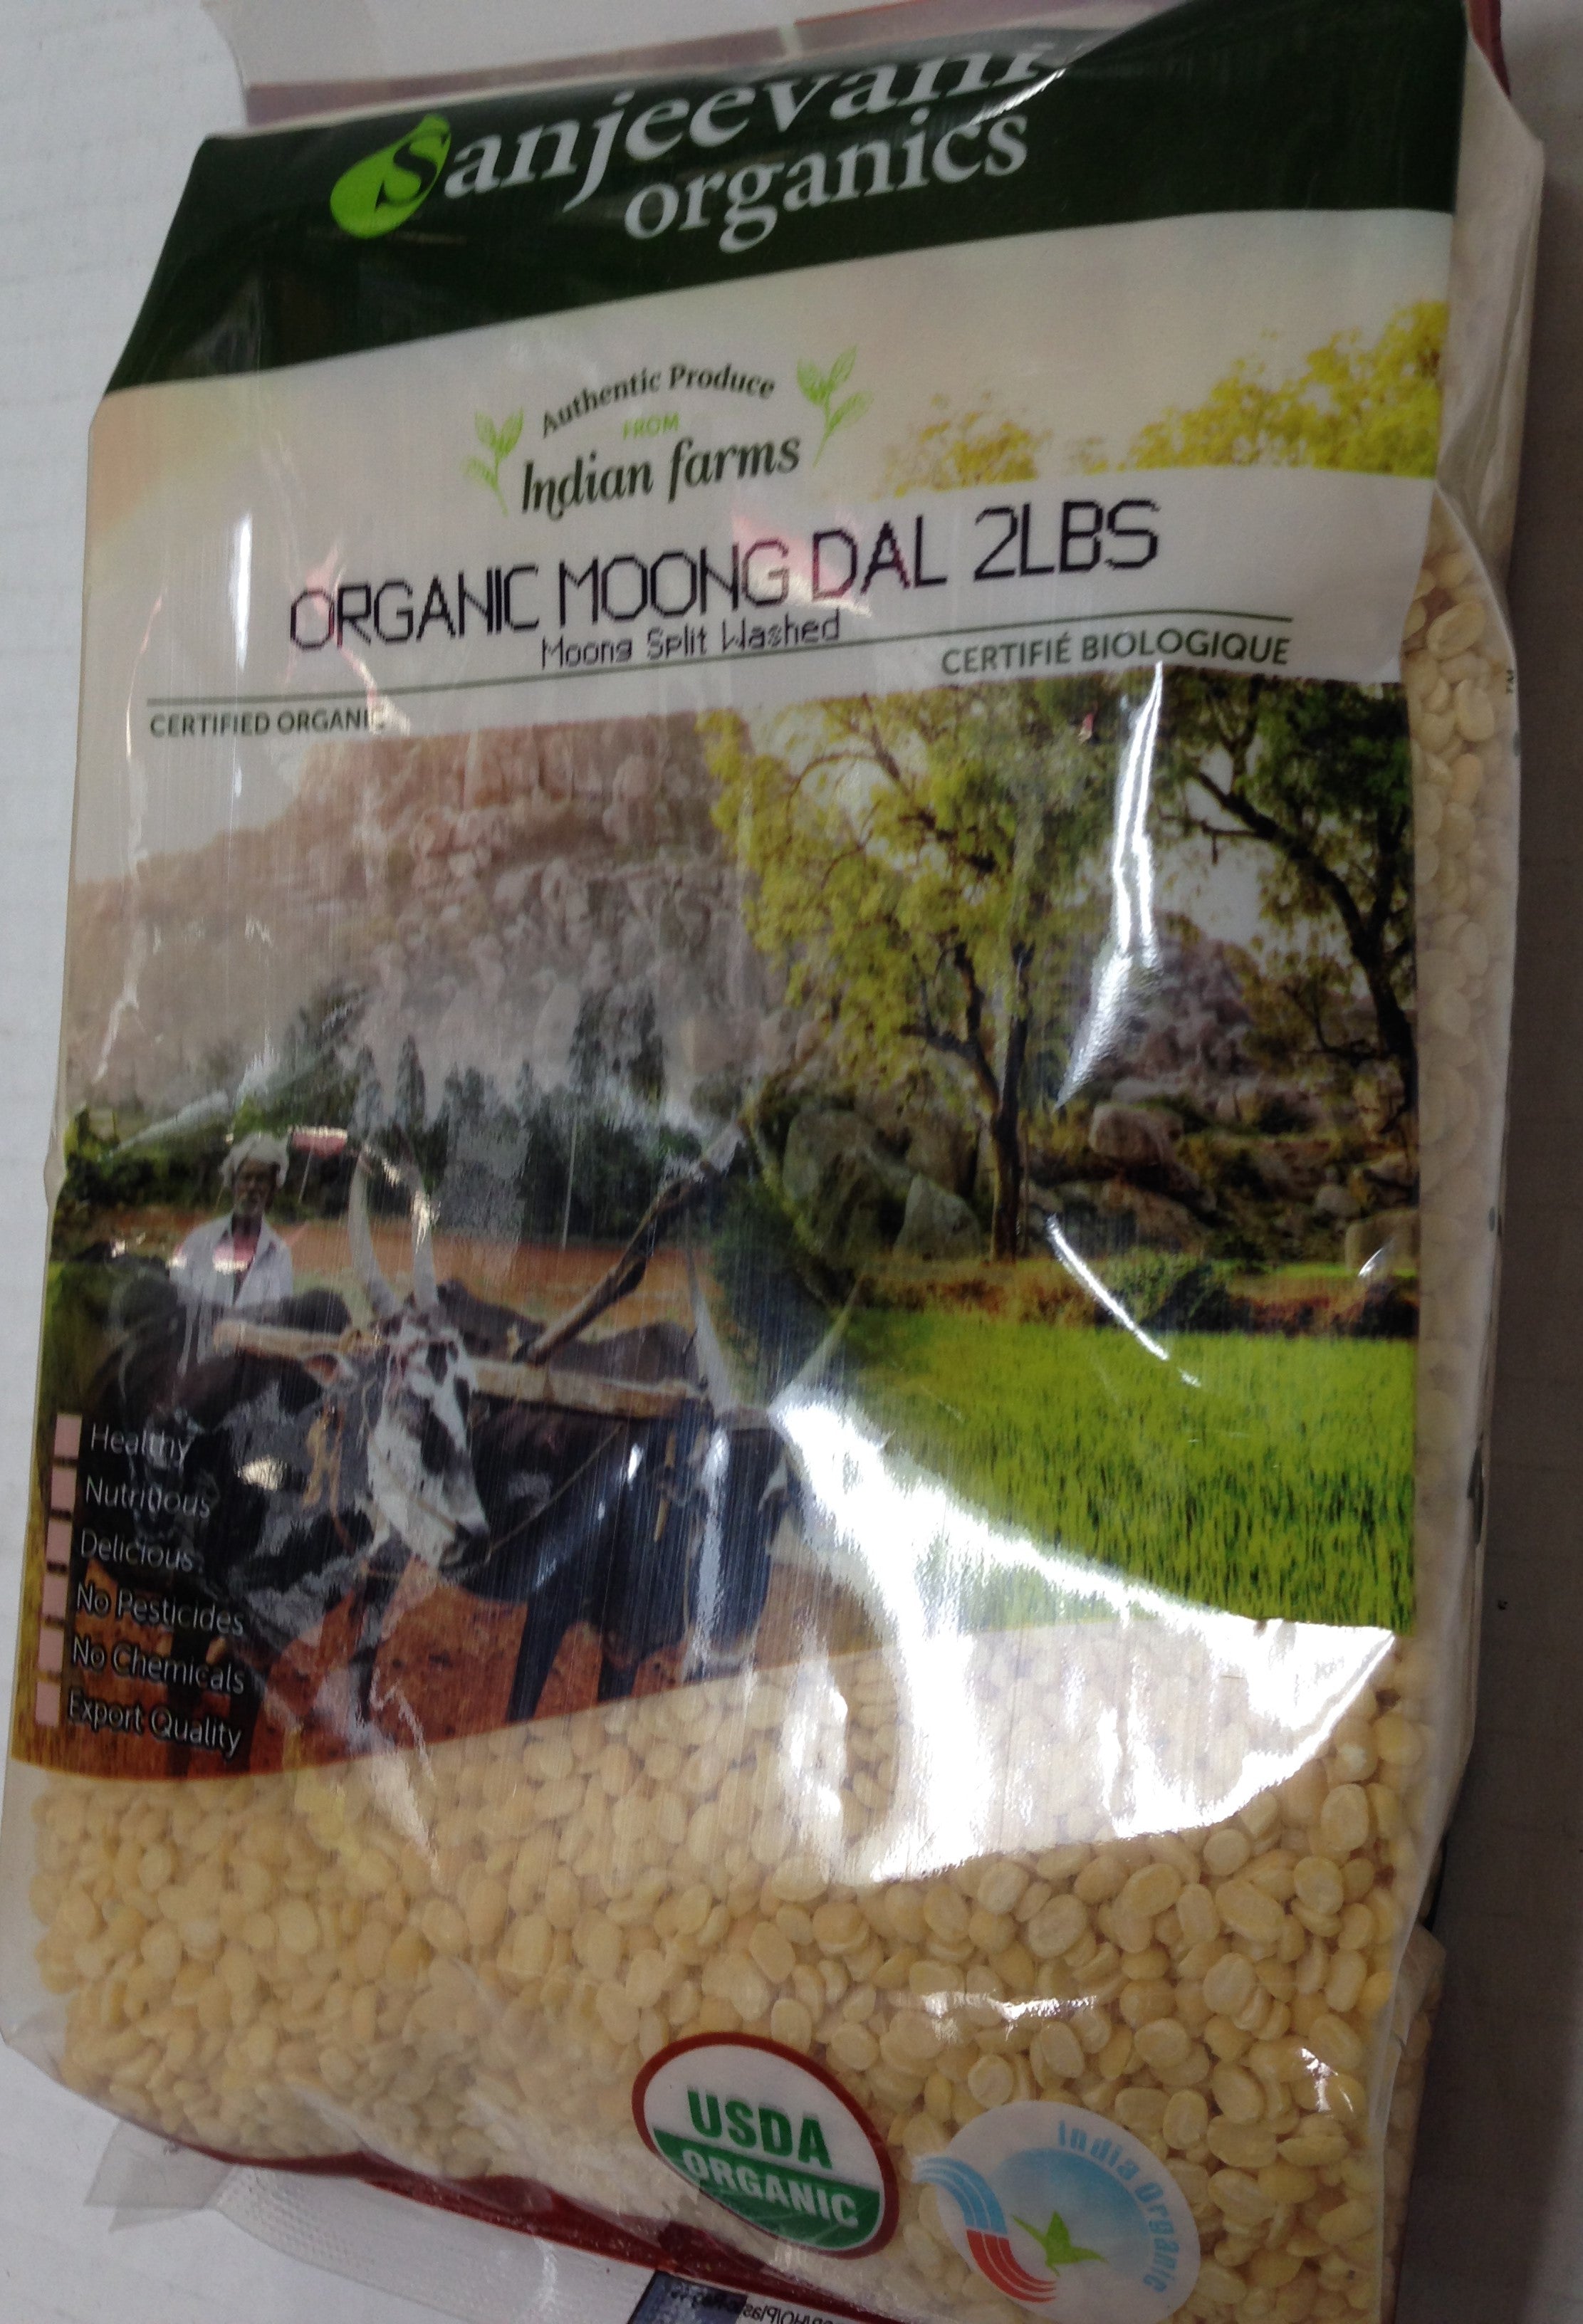 Sanjeevani
organics
Authentic Produce
FROM
Indian farms
ORGANIC MOONG DAL 2LBS
Moong Split Washed
CERTIFIED ORGANIC
CERTIFIÉ BIOLOGIQUE
Healthy
Nutritious
Delicious
No Pesticides
No Chemicals
Export Quality
USDA
ORGANIC
India Organic
TM